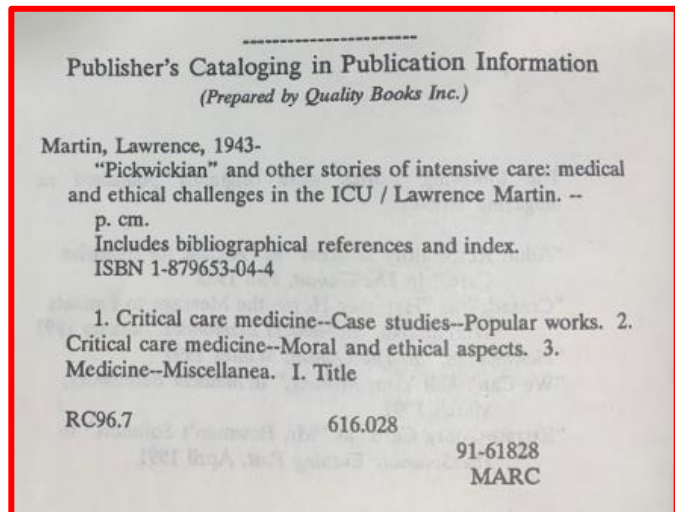 Publisher's Cataloging in Publication Information
(Prepared by Quality Books Inc.)
Martin, Lawrence, 1943-
"Pickwickian" and other stories of intensive care: medical
and ethical challenges in the ICU / Lawrence Martin. --
p. cm.
Includes bibliographical references and index.
ISBN 1-879653-04-4
1. Critical care medicine--Case studies--Popular works. 2.
Critical care medicine--Moral and ethical aspects. 3.
Medicine--Miscellanea. I. Title
RC96.7 616.028
91-61828
MARC